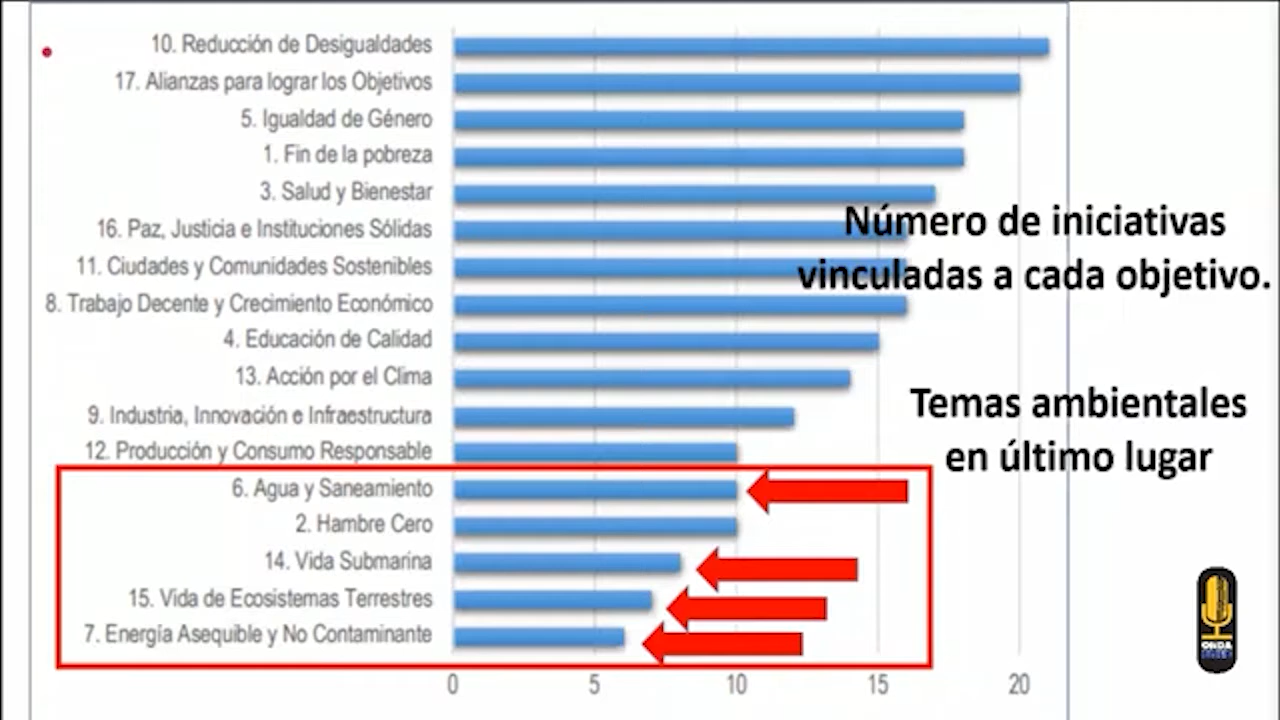 10. Reducción de Desigualdades
17. Alianzas para lograr los Objetivos
5. Igualdad de Género
1. Fin de la pobreza
3. Salud y Bienestar
16. Paz, Justicia e Instituciones Sólidas
11. Ciudades y Comunidades Sostenibles
8. Trabajo Decente y Crecimiento Económico
4. Educación de Calidad
13. Acción por el Clima
9. Industria, Innovación e Infraestructura
12. Producción y Consumo Responsable
6. Agua y Saneamiento
2. Hambre Cero
14. Vida Submarina
15. Vida de Ecosistemas Terrestres
7. Energía Asequible y No Contaminante
0 5 10 15 20
Número de iniciativas
vinculadas a cada objetivo.
Temas ambientales
en último lugar
ONDA